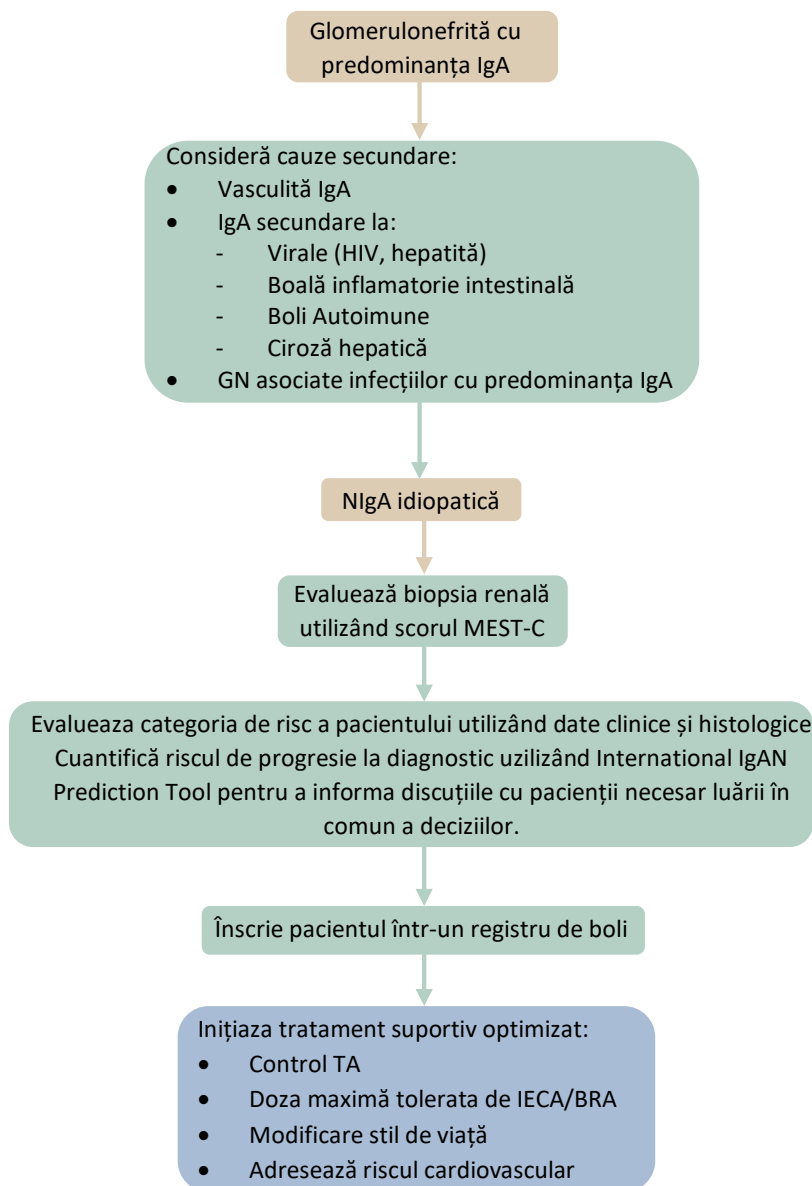 Glomerulonefrită cu
predominanța IgA
Consideră cauze secundare:
• Vasculită IgA
• IgA secundare la:
- Virale (HIV, hepatită)
- Boală inflamatorie intestinală
- Boli Autoimune
- Ciroză hepatică
• GN asociate infecțiilor cu predominanța IgA
NIgA idiopatică
Evaluează biopsia renală
utilizând scorul MEST-C
Evalueaza categoria de risc a pacientului utilizând date clinice și histologice
Cuantifică riscul de progresie la diagnostic uzilizând International IgAN
Prediction Tool pentru a informa discuțiile cu pacienții necesar luării în
comun a deciziilor.
Înscrie pacientul într-un registru de boli
Inițiaza tratament suportiv optimizat:
• Control TA
• Doza maximă tolerata de IECA/BRA
• Modificare stil de viață
• Adresează riscul cardiovascular